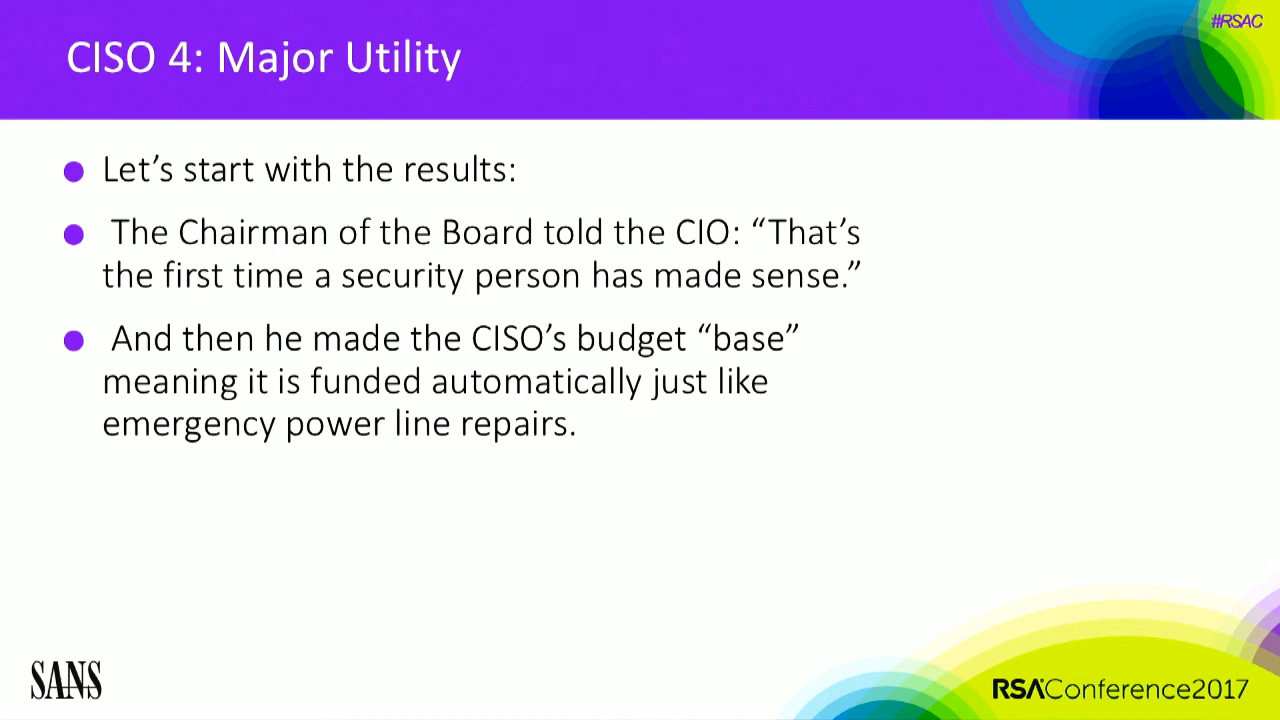 #RSAC
CISO 4: Major Utility
Let’s start with the results:
The Chairman of the Board told the CIO: “That’s
the first time a security person has made sense.”
And then he made the CISO’s budget “base”
meaning it is funded automatically just like
emergency power line repairs.
SANS
RSAConference2017